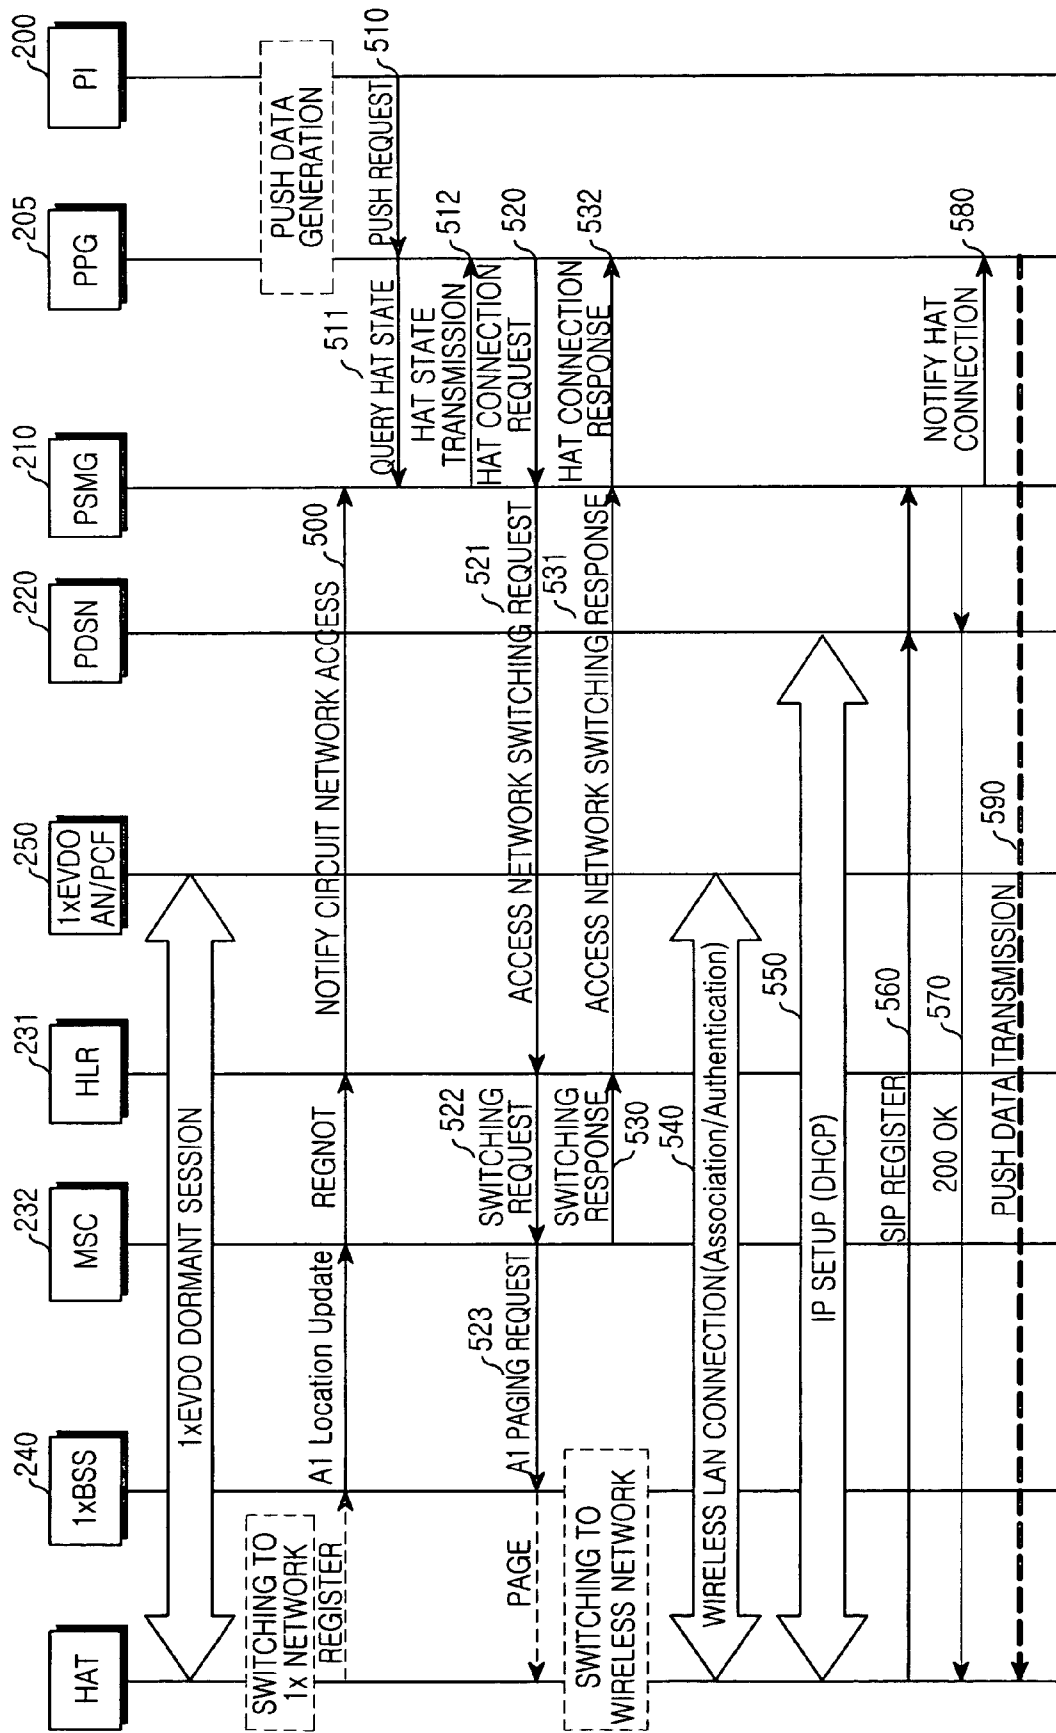 200
PI
205
PPG
210
PSMG
220
PDSN
250
1xEVDO
AN/PCF
231
HLR
232
MSC
240
1xBSS
HAT
1xEVDO DORMANT SESSION
SWITCHING TO
1x NETWORK
PUSH DATA
GENERATION
REGISTER
A1 Location Update
REGNOT
NOTIFY CIRCUIT NETWORK ACCESS
500
511
QUERY HAT STATE
PUSH REQUEST
510
HAT STATE
TRANSMISSION
512
HAT CONNECTION
REQUEST
520
ACCESS NETWORK SWITCHING REQUEST
521
522
SWITCHING
REQUEST
523
A1 PAGING REQUEST
PAGE
SWITCHING TO
WIRELESS NETWORK
SWITCHING
RESPONSE
530
531
ACCESS NETWORK SWITCHING RESPONSE
HAT CONNECTION
RESPONSE
532
540
WIRELESS LAN CONNECTION(Association/Authentication)
550
IP SETUP (DHCP)
SIP REGISTER
560
200 OK
570
NOTIFY HAT
CONNECTION
580
PUSH DATA TRANSMISSION
590